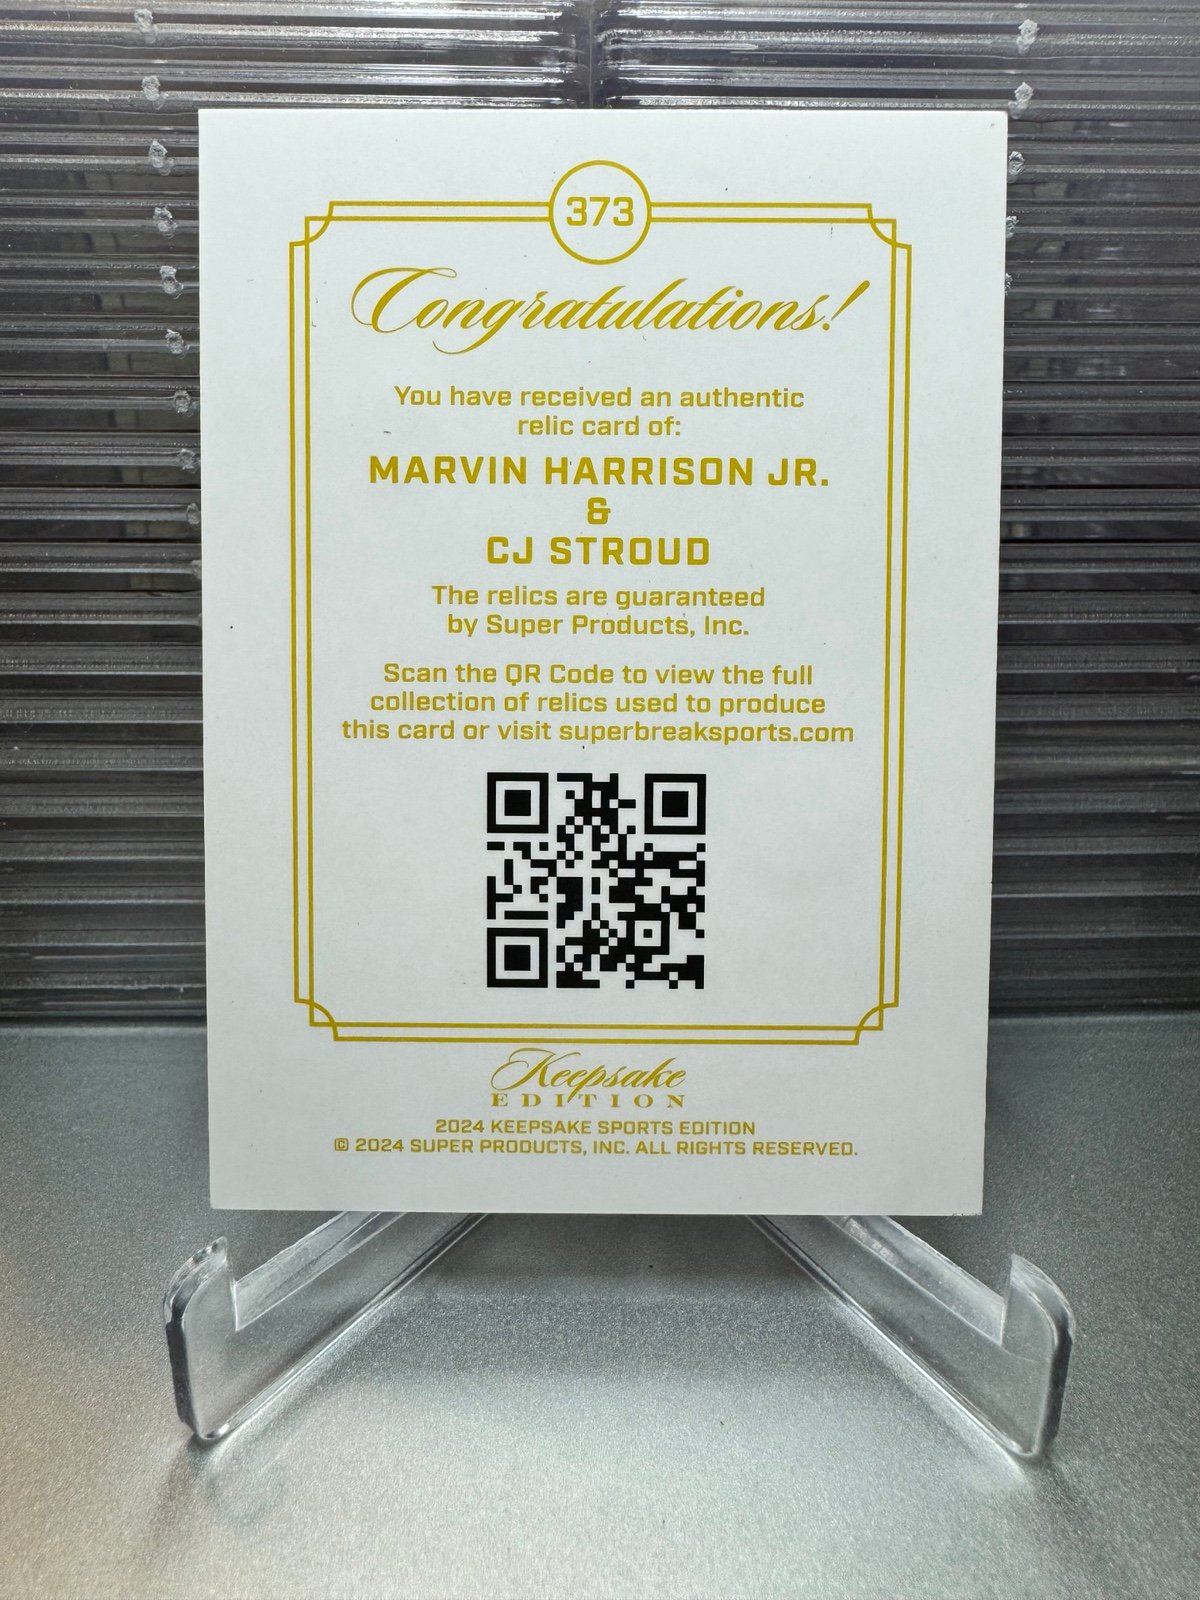 373
Congratulations!
You have received an authentic
relic card of:
MARVIN HARRISON JR.
&
CJ STROUD
The relics are guaranteed
by Super Products, Inc.
Scan the QR Code to view the full
collection of relics used to produce
this card or visit superbreaksports.com
Keepsake
EDITION
2024 KEEPSAKE SPORTS EDITION
© 2024 SUPER PRODUCTS, INC. ALL RIGHTS RESERVED.